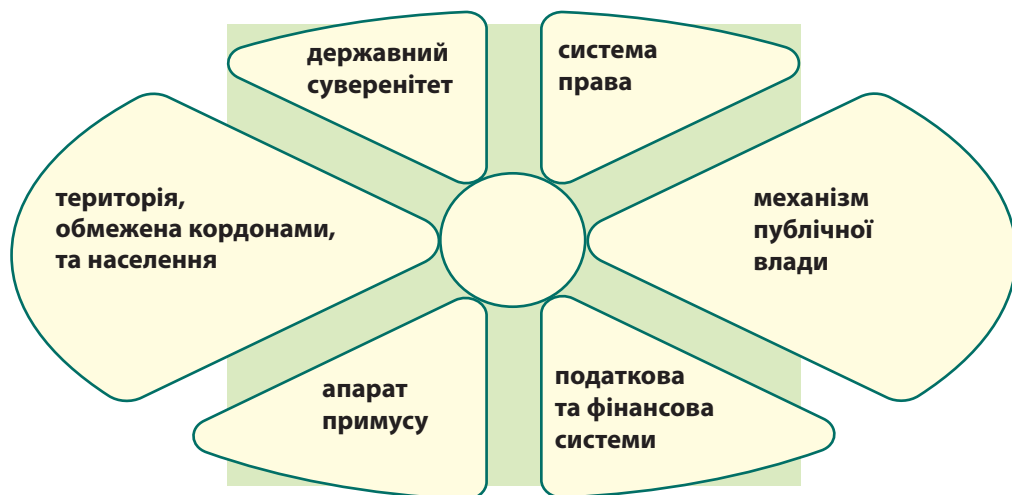 державний
суверенітет
система
права
територія,
обмежена кордонами,
та населення
механізм
публічної
влади
апарат
примусу
податкова
та фінансова
системи